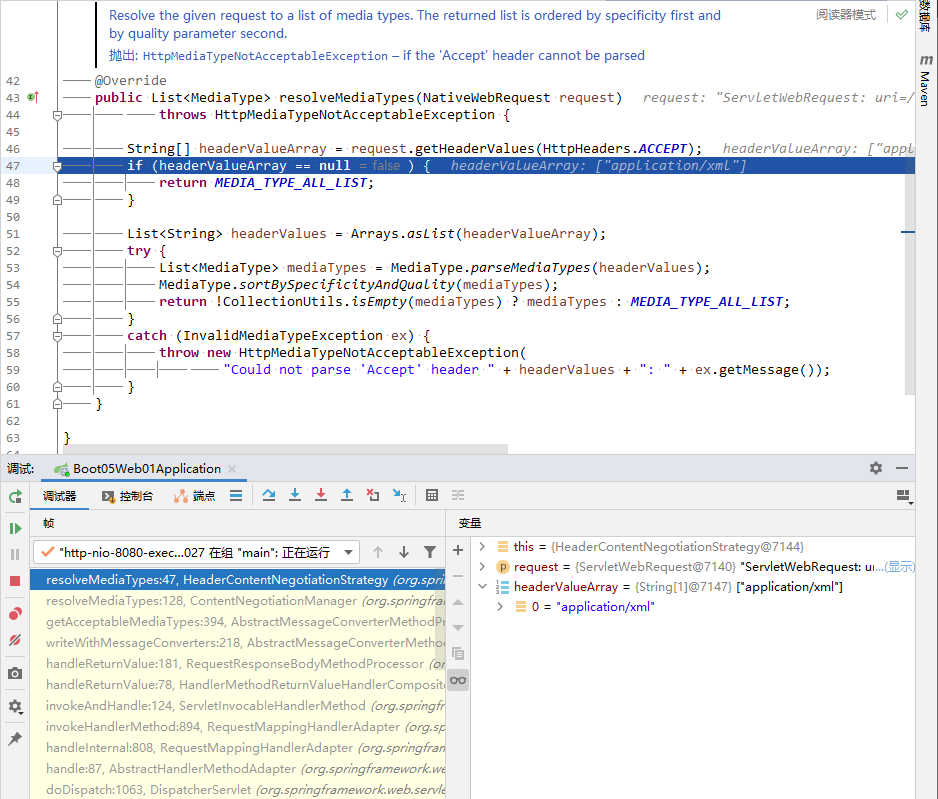 Resolve the given request to a list of media types. The returned list is ordered by specificity first and
by quality parameter second.
抛出: HttpMediaTypeNotAcceptableException – if the 'Accept' header cannot be parsed
阅读器模式
数据库
m Maven
42 @Override
43 public List<MediaType> resolveMediaTypes(NativeWebRequest request) request: "ServletWebRequest: uri=/
44 throws HttpMediaTypeNotAcceptableException {
45
46 String[] headerValueArray = request.getHeaderValues(HttpHeaders.ACCEPT); headerValueArray: ["appl
47 if (headerValueArray == null = false ) { headerValueArray: ["application/xml"]
48 return MEDIA_TYPE_ALL_LIST;
49 }
50
51 List<String> headerValues = Arrays.asList(headerValueArray);
52 try {
53 List<MediaType> mediaTypes = MediaType.parseMediaTypes(headerValues);
54 MediaType.sortBySpecificityAndQuality(mediaTypes);
55 return !CollectionUtils.isEmpty(mediaTypes) ? mediaTypes : MEDIA_TYPE_ALL_LIST;
56 }
57 catch (InvalidMediaTypeException ex) {
58 throw new HttpMediaTypeNotAcceptableException(
59 "Could not parse 'Accept' header " + headerValues + ": " + ex.getMessage());
60 }
61 }
62
63 }
调试: Boot05Web01Application ×
调试器 控制台 端点
帧
"http-nio-8080-exec...027 在组 "main": 正在运行
resolveMediaTypes:47, HeaderContentNegotiationStrategy (org.sprin
resolveMediaTypes:128, ContentNegotiationManager (org.springfra
getAcceptableMediaTypes:394, AbstractMessageConverterMethodPr
writeWithMessageConverters:218, AbstractMessageConverterMetho
handleReturnValue:181, RequestResponseBodyMethodProcessor (or
handleReturnValue:78, HandlerMethodReturnValueHandlerComposite
invokeAndHandle:124, ServletInvocableHandlerMethod (org.springfr
invokeHandlerMethod:894, RequestMappingHandlerAdapter (org.sp
handleInternal:808, RequestMappingHandlerAdapter (org.springfram
handle:87, AbstractHandlerMethodAdapter (org.springframework.we
doDispatch:1063, DispatcherServlet (org.springframework.web.servle
变量
this = {HeaderContentNegotiationStrategy@7144}
p request = {ServletWebRequest@7140} "ServletWebRequest: ur...(显示)
headerValueArray = {String[1]@7147} ["application/xml"]
0 = "application/xml"